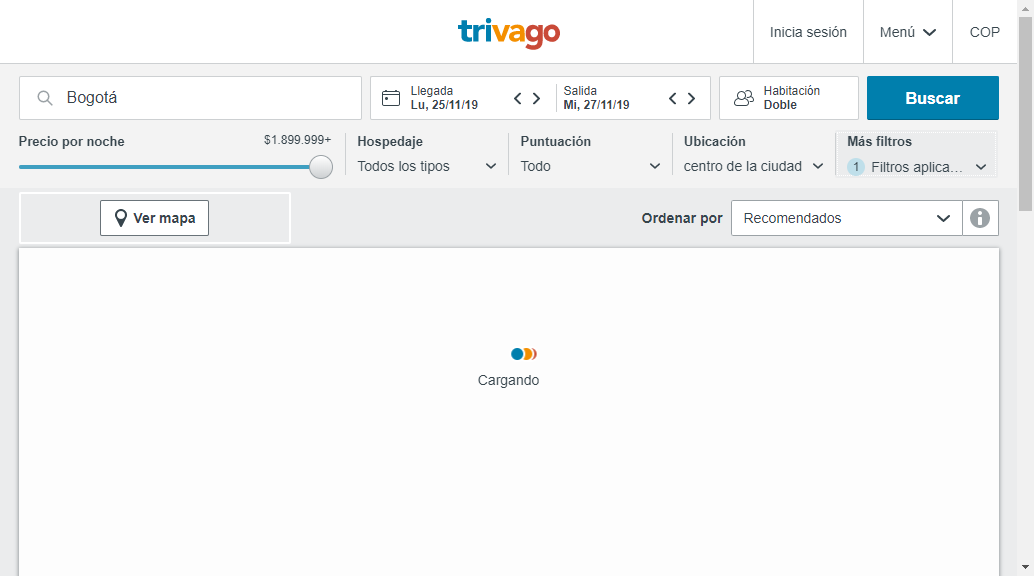 trivago
Inicia sesión
Menú
COP
Bogotá
Llegada
Lu, 25/11/19
Salida
Mi, 27/11/19
Habitación
Doble
Buscar
Precio por noche
$1.899.999+
Hospedaje
Todos los tipos
Puntuación
Todo
Ubicación
centro de la ciudad
Más filtros
1 Filtros aplica...
Ver mapa
Ordenar por
Recomendados
Cargando